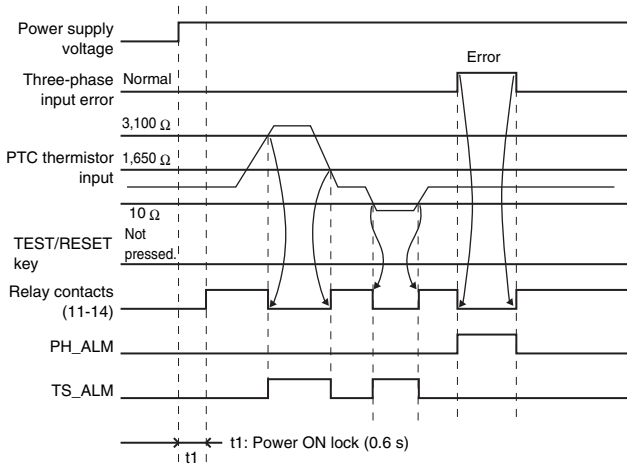 Power supply
voltage
Error
Three-phase
input error
Normal
3,100 Ω
PTC thermistor
input
1,650 Ω
10 Ω
TEST/RESET
key
Not
pressed.
Relay contacts
(11-14)
PH_ALM
TS_ALM
t1: Power ON lock (0.6 s)
t1